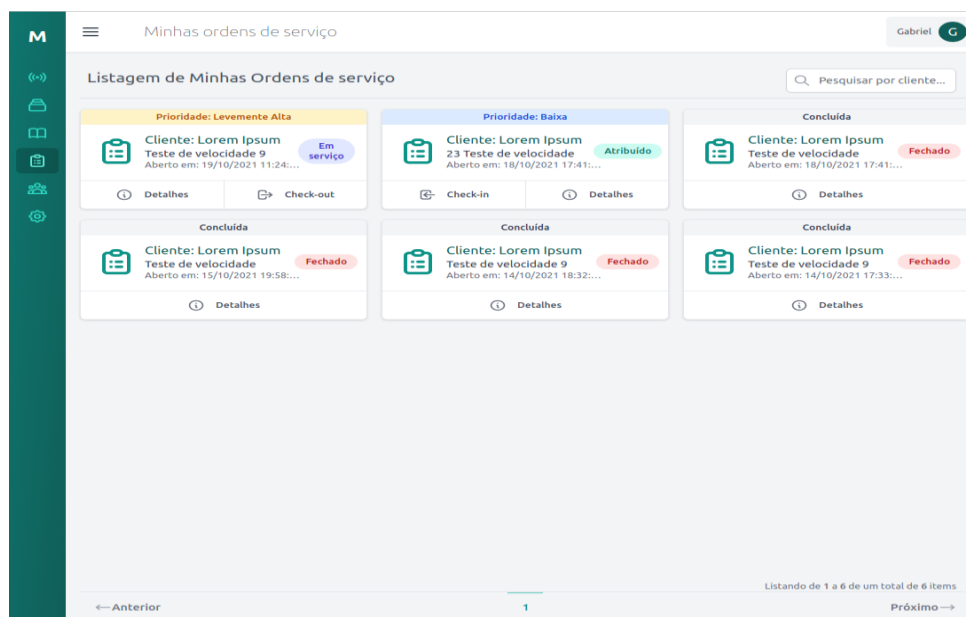 M
Minhas ordens de serviço
Gabriel G
Listagem de Minhas Ordens de serviço
Pesquisar por cliente...
Prioridade: Levemente Alta
Cliente: Lorem Ipsum
Teste de velocidade 9
Aberto em: 19/10/2021 11:24:...
Em
serviço
Detalhes
Check-out
Prioridade: Baixa
Cliente: Lorem Ipsum
23 Teste de velocidade
Aberto em: 18/10/2021 17:41:...
Atribuído
Check-in
Detalhes
Concluída
Cliente: Lorem Ipsum
Teste de velocidade
Aberto em: 18/10/2021 17:41:...
Fechado
Detalhes
Concluída
Cliente: Lorem Ipsum
Teste de velocidade
Aberto em: 15/10/2021 19:58:...
Fechado
Detalhes
Concluída
Cliente: Lorem Ipsum
Teste de velocidade 9
Aberto em: 14/10/2021 18:32:...
Fechado
Detalhes
Concluída
Cliente: Lorem Ipsum
Teste de velocidade 9
Aberto em: 14/10/2021 17:33:...
Fechado
Detalhes
Listando de 1 a 6 de um total de 6 items
←Anterior
1
Próximo→